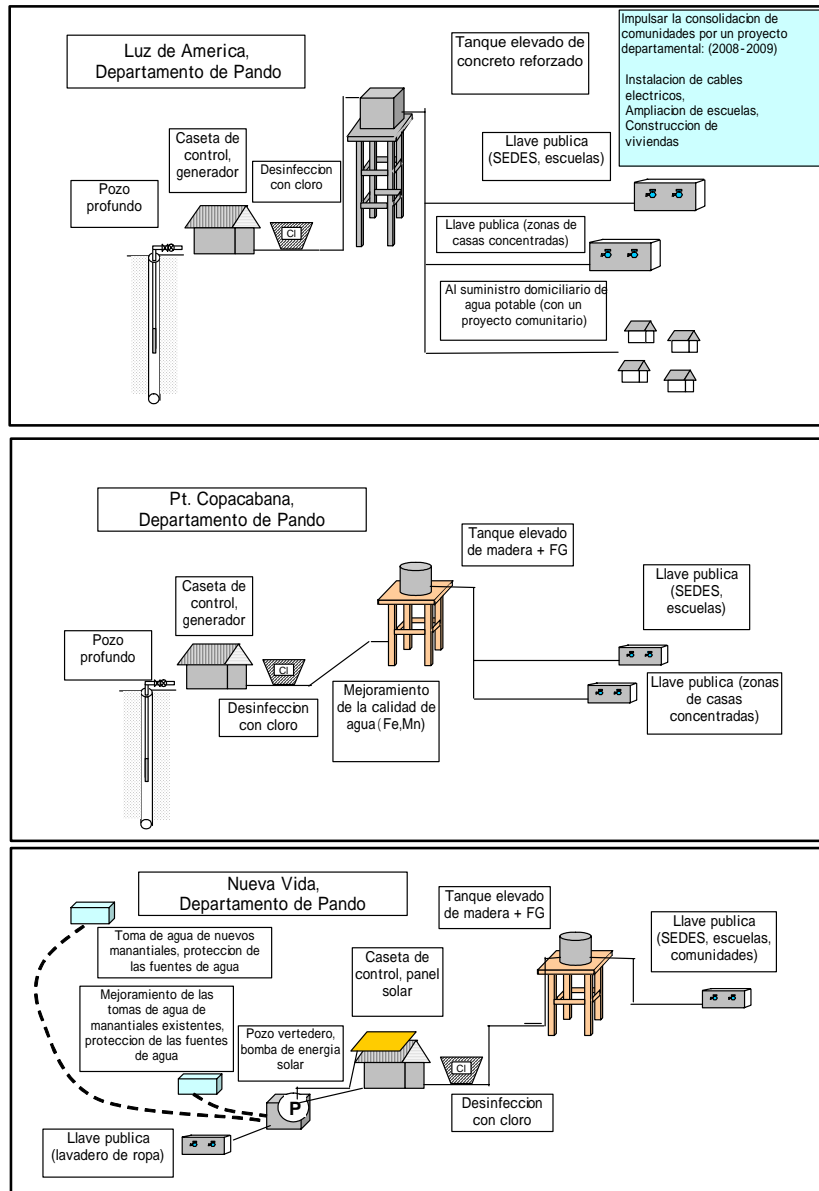 Luz de America,
Departamento de Pando
Tanque elevado de
concreto reforzado
Impulsar la consolidacion de
comunidades por un proyecto
departamental: (2008-2009)
Instalacion de cables
electricos,
Ampliacion de escuelas,
Construccion de
viviendas
Pozo
profundo
Caseta de
control,
generador
Desinfeccion
con cloro
Cl
Llave publica
(SEDES, escuelas)
Llave publica (zonas de
casas concentradas)
Al suministro domiciliario de
agua potable (con un
proyecto comunitario)
Pt. Copacabana,
Departamento de Pando
Tanque elevado
de madera + FG
Pozo
profundo
Caseta de
control,
generador
Cl
Desinfeccion
con cloro
Mejoramiento
de la calidad de
agua(Fe,Mn)
Llave publica
(SEDES,
escuelas)
Llave publica (zonas
de casas
concentradas)
Nueva Vida,
Departamento de Pando
Tanque elevado
de madera + FG
Toma de agua de nuevos
manantiales, proteccion de
las fuentes de agua
Mejoramiento de las
tomas de agua de
manantiales existentes,
proteccion de las fuentes
de agua
Pozo vertedero,
bomba de energia
solar
Caseta de
control, panel
solar
P
Cl
Desinfeccion
con cloro
Llave publica
(SEDES, escuelas,
comunidades)
Llave publica
(lavadero de ropa)